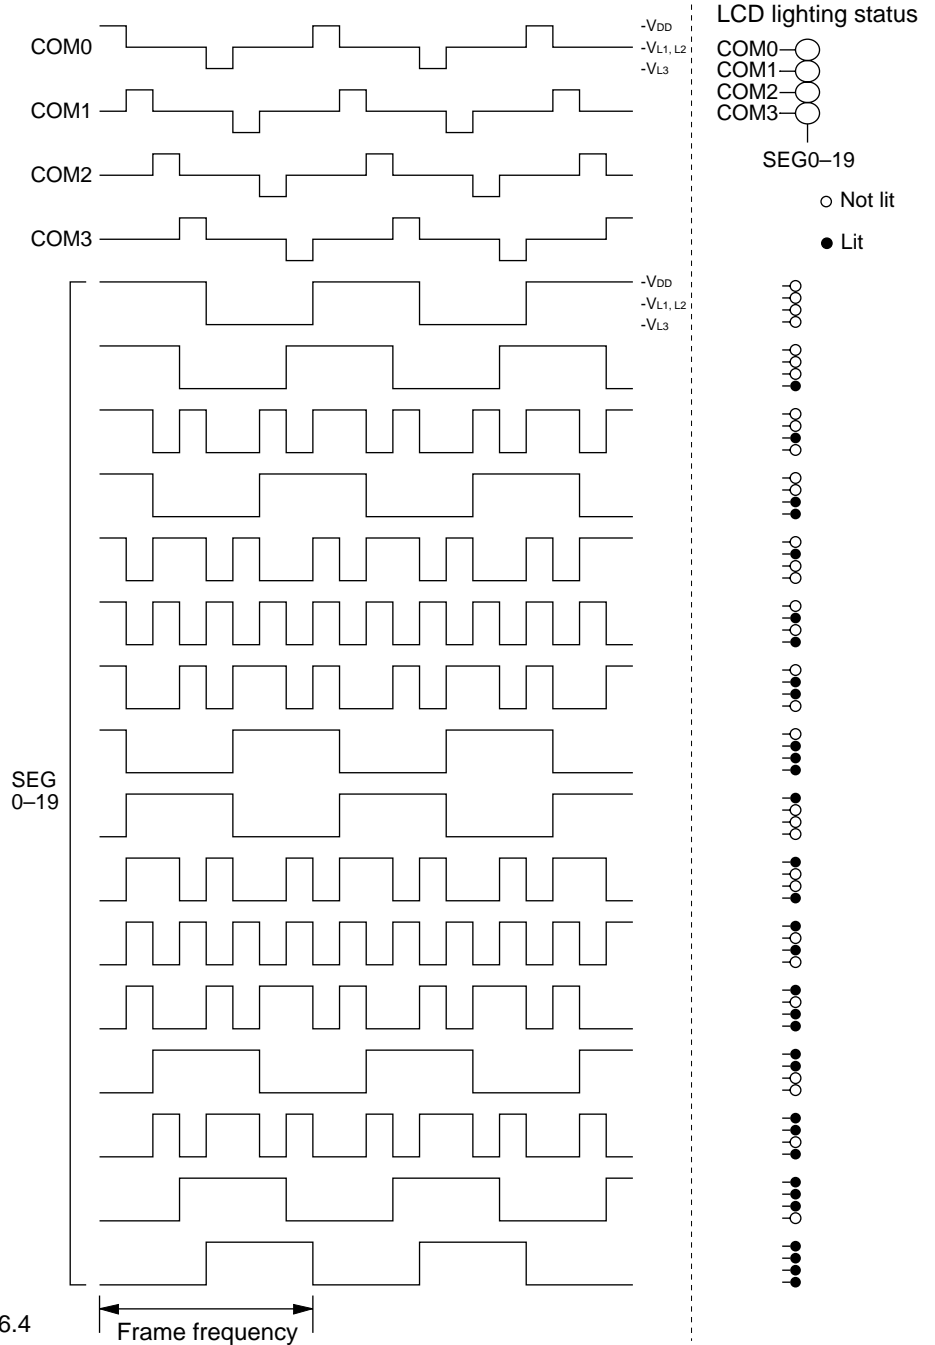 LCD lighting status
COM0
-VDD
-VL1, L2
-VL3
COM1
COM2
COM3
COM0
COM1
COM2
COM3
SEG0–19
Not lit
Lit
-VDD
-VL1, L2
-VL3
SEG
0–19
6.4
Frame frequency